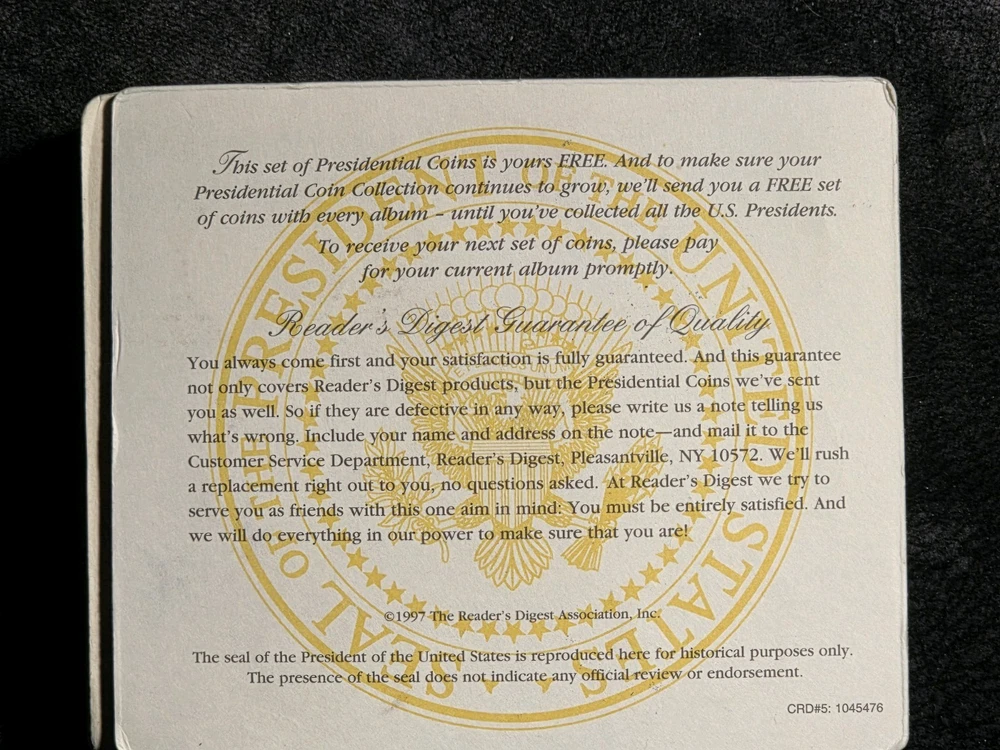 This set of Presidential Coins is yours FREE. And to make sure your
Presidential Coin Collection continues to grow, we'll send you a FREE set
of coins with every album – until you've collected all the U.S. Presidents.
To receive your next set of coins, please pay
for your current album promptly.
Reader's Digest Guarantee of Quality
You always come first and your satisfaction is fully guaranteed. And this guarantee
not only covers Reader's Digest products, but the Presidential Coins we've sent
you as well. So if they are defective in any way, please write us a note telling us
what's wrong. Include your name and address on the note—and mail it to the
Customer Service Department, Reader's Digest, Pleasantville, NY 10572. We'll rush
a replacement right out to you, no questions asked. At Reader's Digest we try to
serve you as friends with this one aim in mind: You must be entirely satisfied. And
we will do everything in our power to make sure that you are!
©1997 The Reader's Digest Association, Inc.
The seal of the President of the United States is reproduced here for historical purposes only.
The presence of the seal does not indicate any official review or endorsement.
CRD#5: 1045476
SEAL OF THE PRESIDENT OF THE UNITED STATES